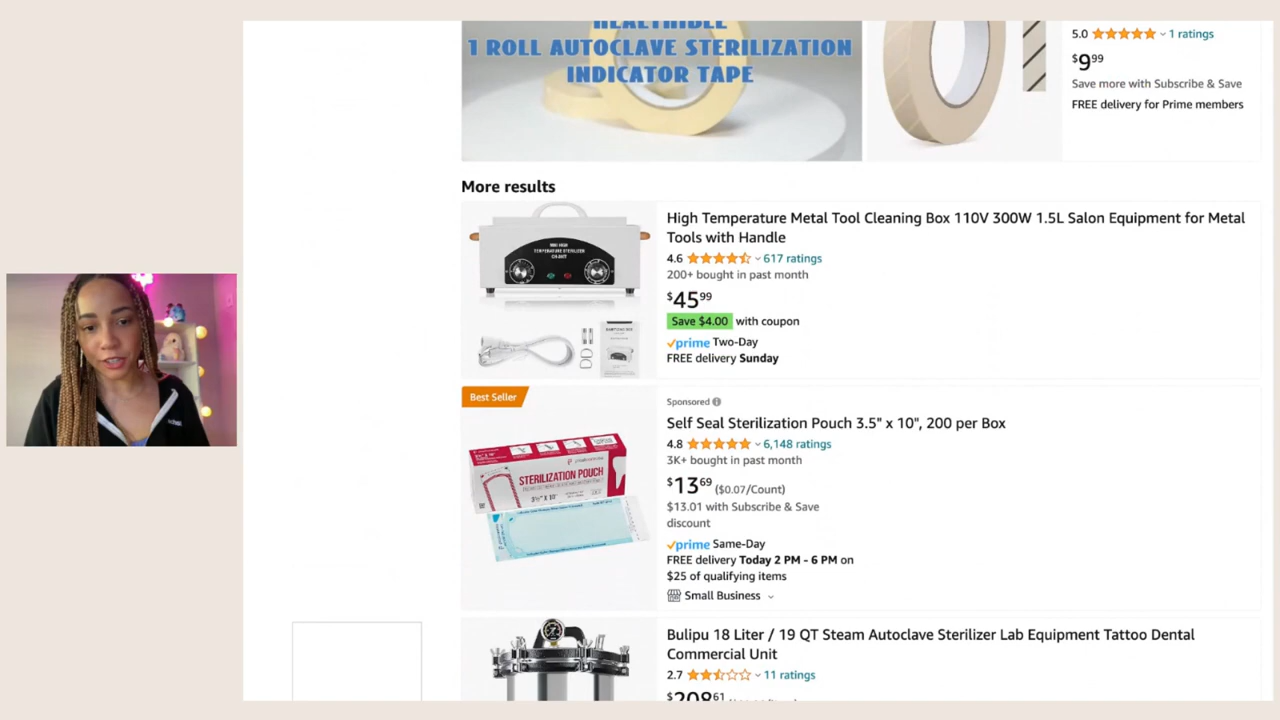 HEALTHIBLE
1 ROLL AUTOCLAVE STERILIZATION
INDICATOR TAPE
5.0 1 ratings
$9 99
Save more with Subscribe & Save
FREE delivery for Prime members
More results
High Temperature Metal Tool Cleaning Box 110V 300W 1.5L Salon Equipment for Metal
Tools with Handle
4.6 617 ratings
200+ bought in past month
$45 99
Save $4.00 with coupon
prime Two-Day
FREE delivery Sunday
Best Seller
STERILIZATION POUCH
3½" X 10"
Sponsored
Self Seal Sterilization Pouch 3.5" x 10", 200 per Box
4.8 6,148 ratings
3K+ bought in past month
$13 69 ($0.07/Count)
$13.01 with Subscribe & Save
discount
prime Same-Day
FREE delivery Today 2 PM - 6 PM on
$25 of qualifying items
Small Business
Bulipu 18 Liter / 19 QT Steam Autoclave Sterilizer Lab Equipment Tattoo Dental
Commercial Unit
2.7 11 ratings
$208 61